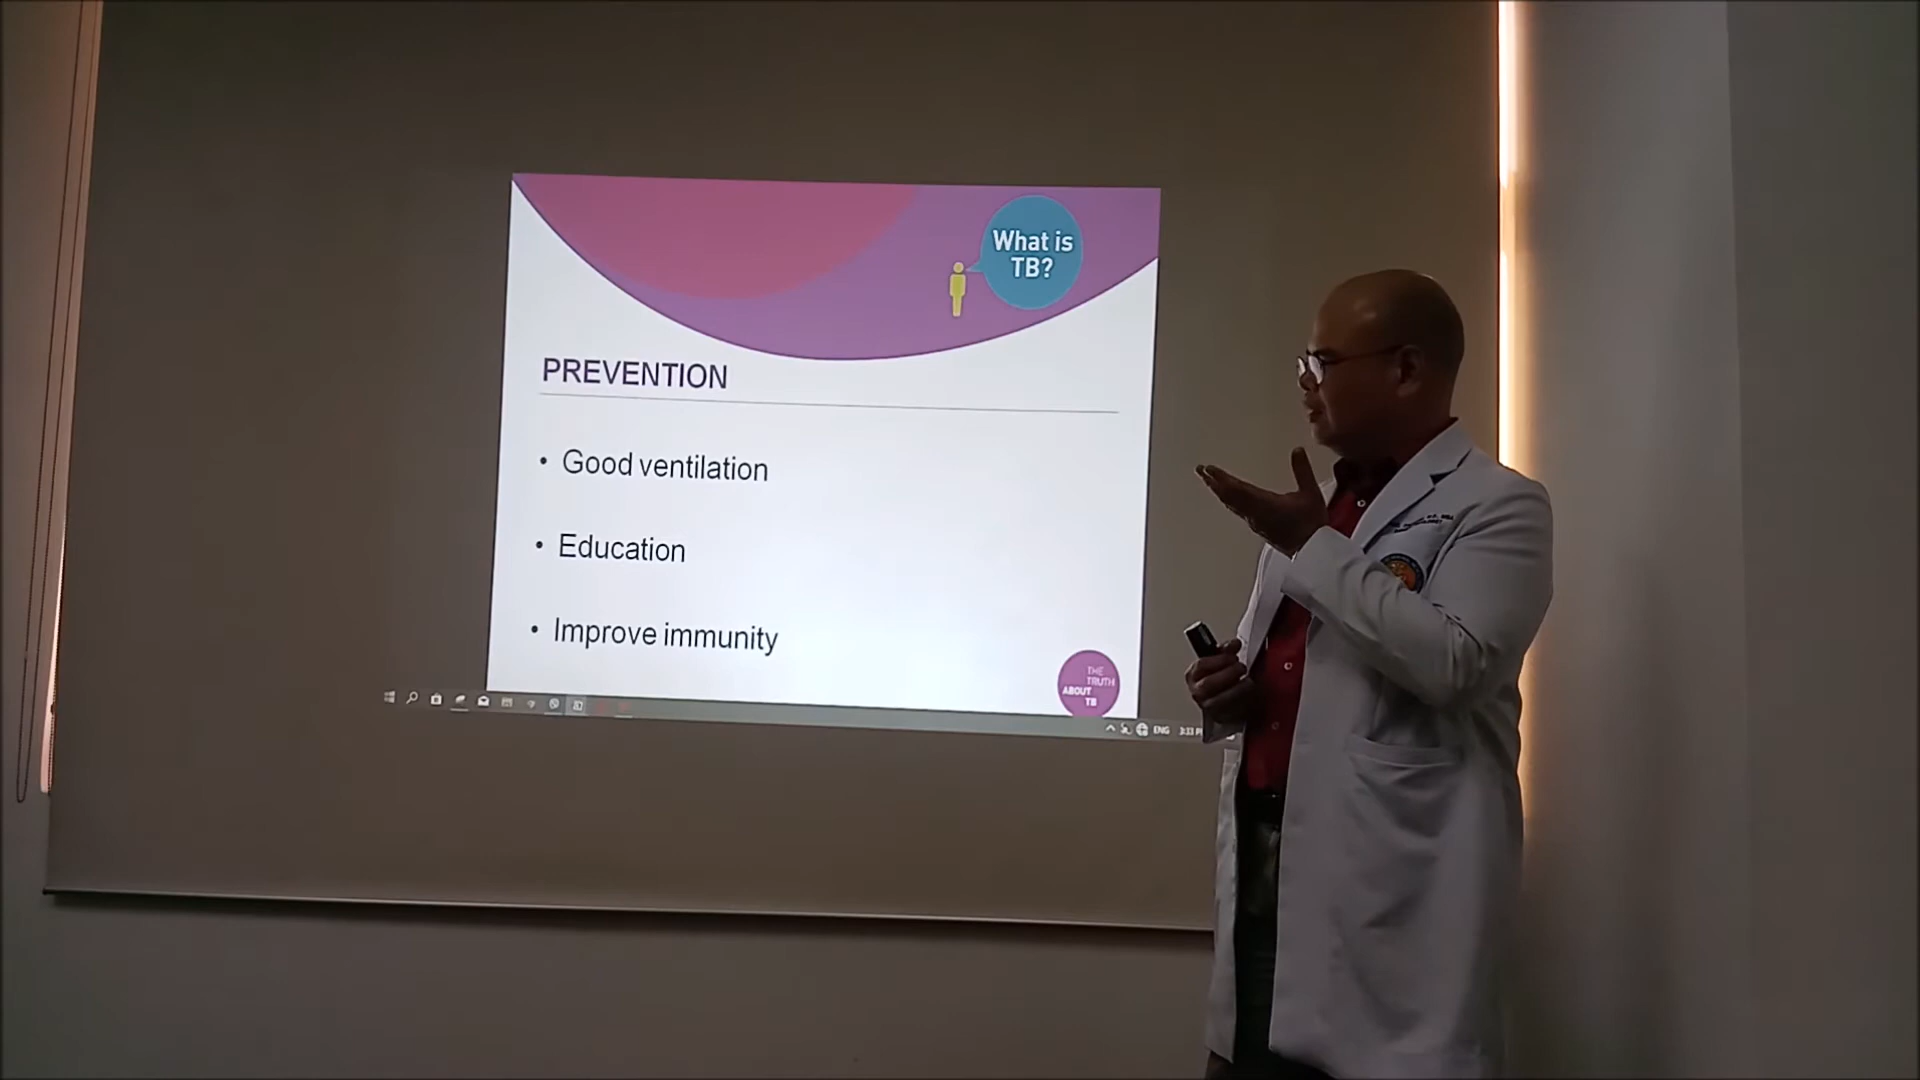 What is
TB?
PREVENTION
• Good ventilation
• Education
• Improve immunity
THE
TRUTH
ABOUT
TB
ENG